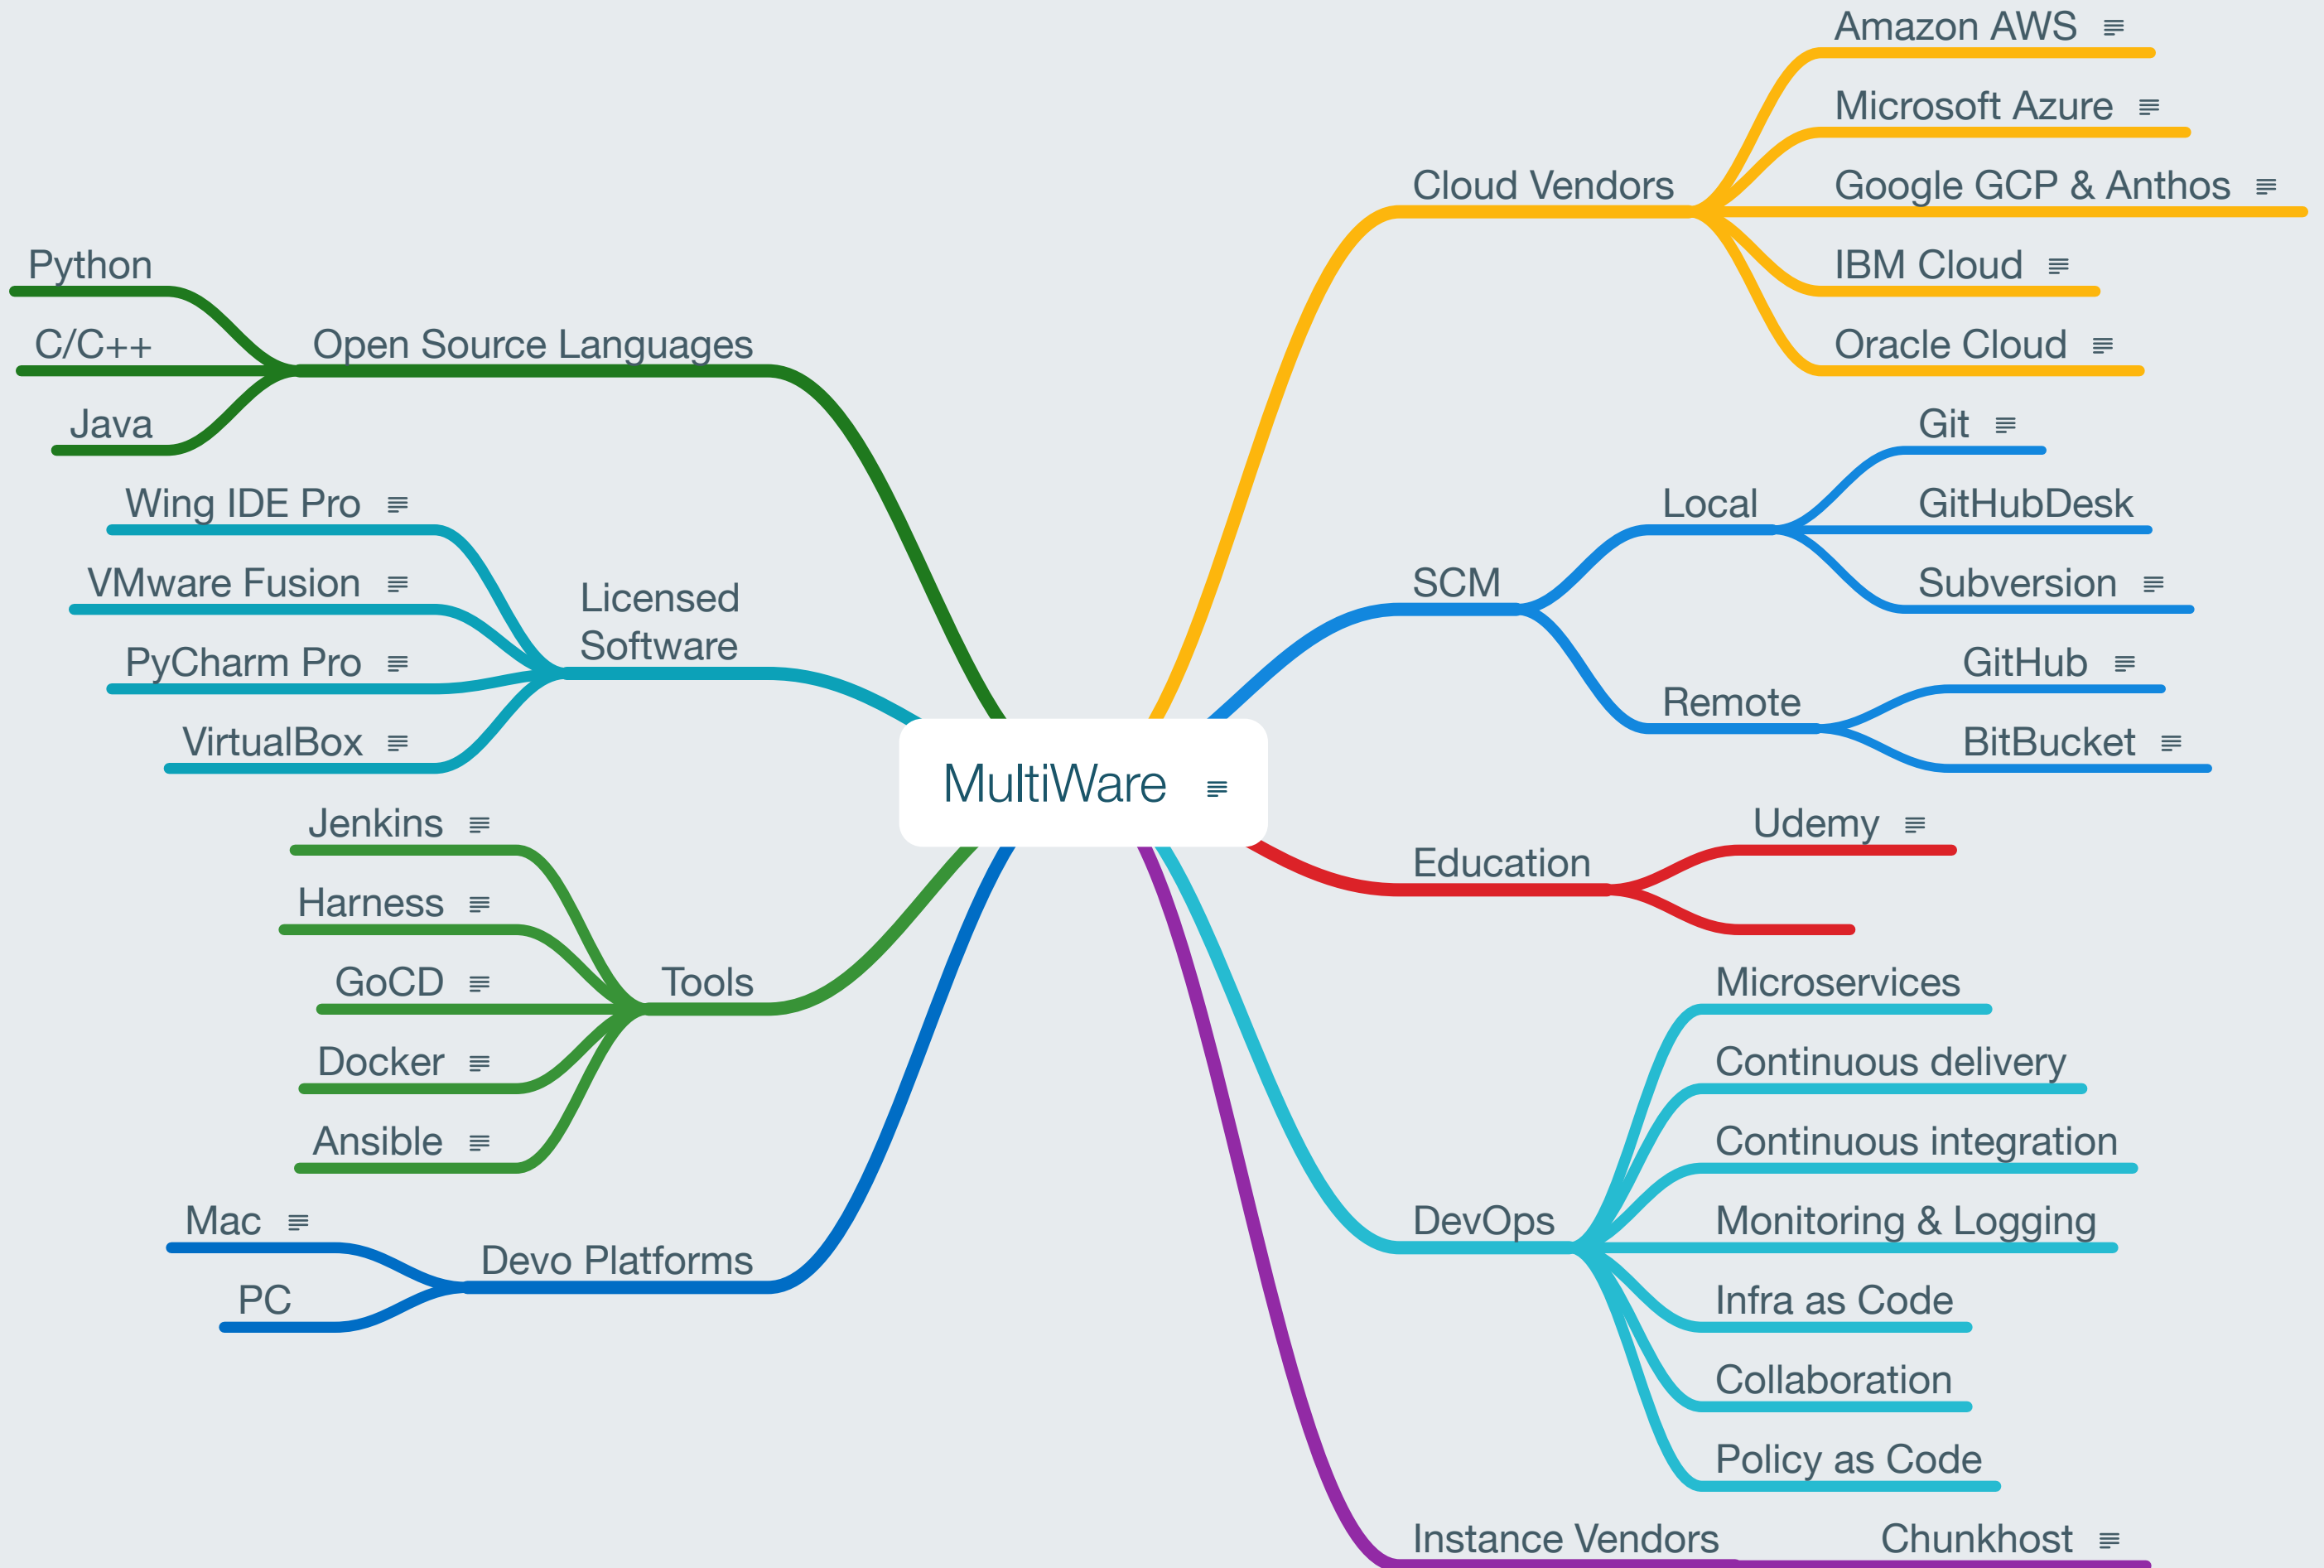 Amazon AWS
Microsoft Azure
Cloud Vendors
Google GCP & Anthos
IBM Cloud
Oracle Cloud
Python
C/C++
Open Source Languages
Java
Git
Local
GitHubDesk
SCM
Subversion
GitHub
Remote
BitBucket
Wing IDE Pro
VMware Fusion
Licensed
Software
PyCharm Pro
VirtualBox
MultiWare
Udemy
Education
Jenkins
Harness
GoCD
Tools
Docker
Ansible
Microservices
Continuous delivery
Continuous integration
DevOps
Monitoring & Logging
Infra as Code
Collaboration
Policy as Code
Mac
Devo Platforms
PC
Instance Vendors
Chunkhost